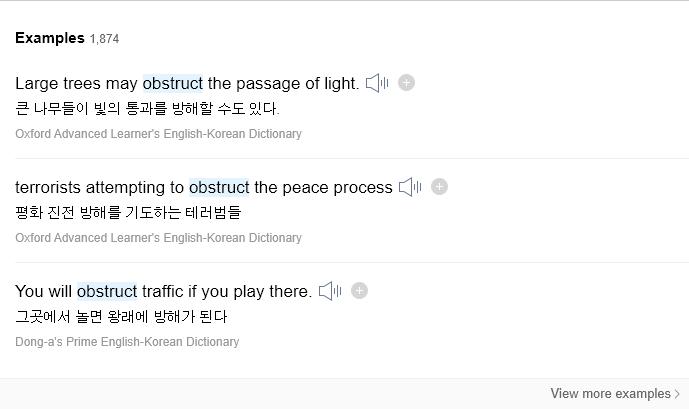 Examples 1,874
Large trees may obstruct the passage of light.
큰 나무들이 빛의 통과를 방해할 수도 있다.
Oxford Advanced Learner's English-Korean Dictionary
terrorists attempting to obstruct the peace process
평화 진전 방해를 기도하는 테러범들
Oxford Advanced Learner's English-Korean Dictionary
You will obstruct traffic if you play there.
그곳에서 놀면 왕래에 방해가 된다
Dong-a's Prime English-Korean Dictionary
View more examples